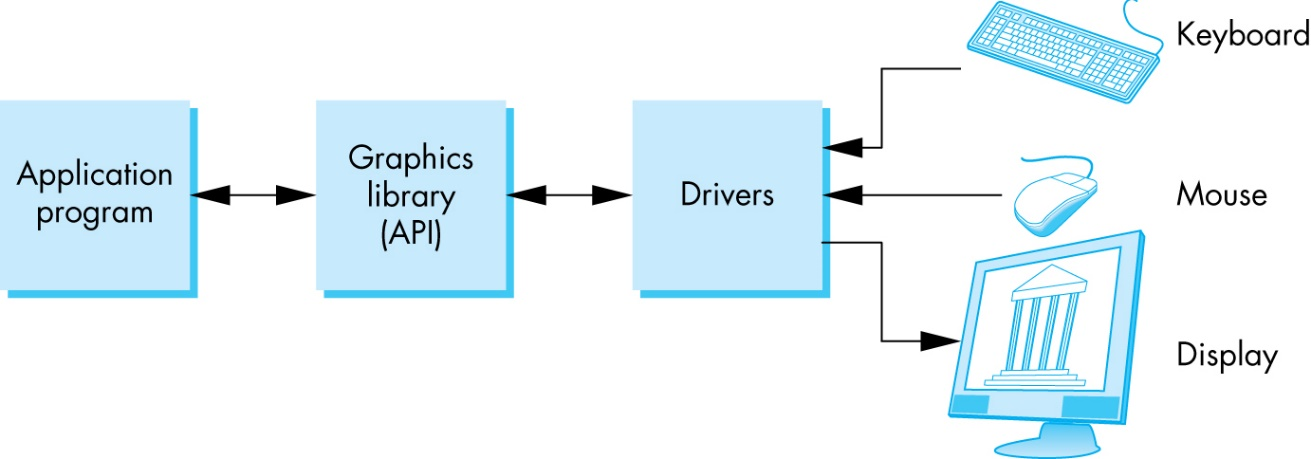 Keyboard
Application
program
Graphics
library
(API)
Drivers
Mouse
Display